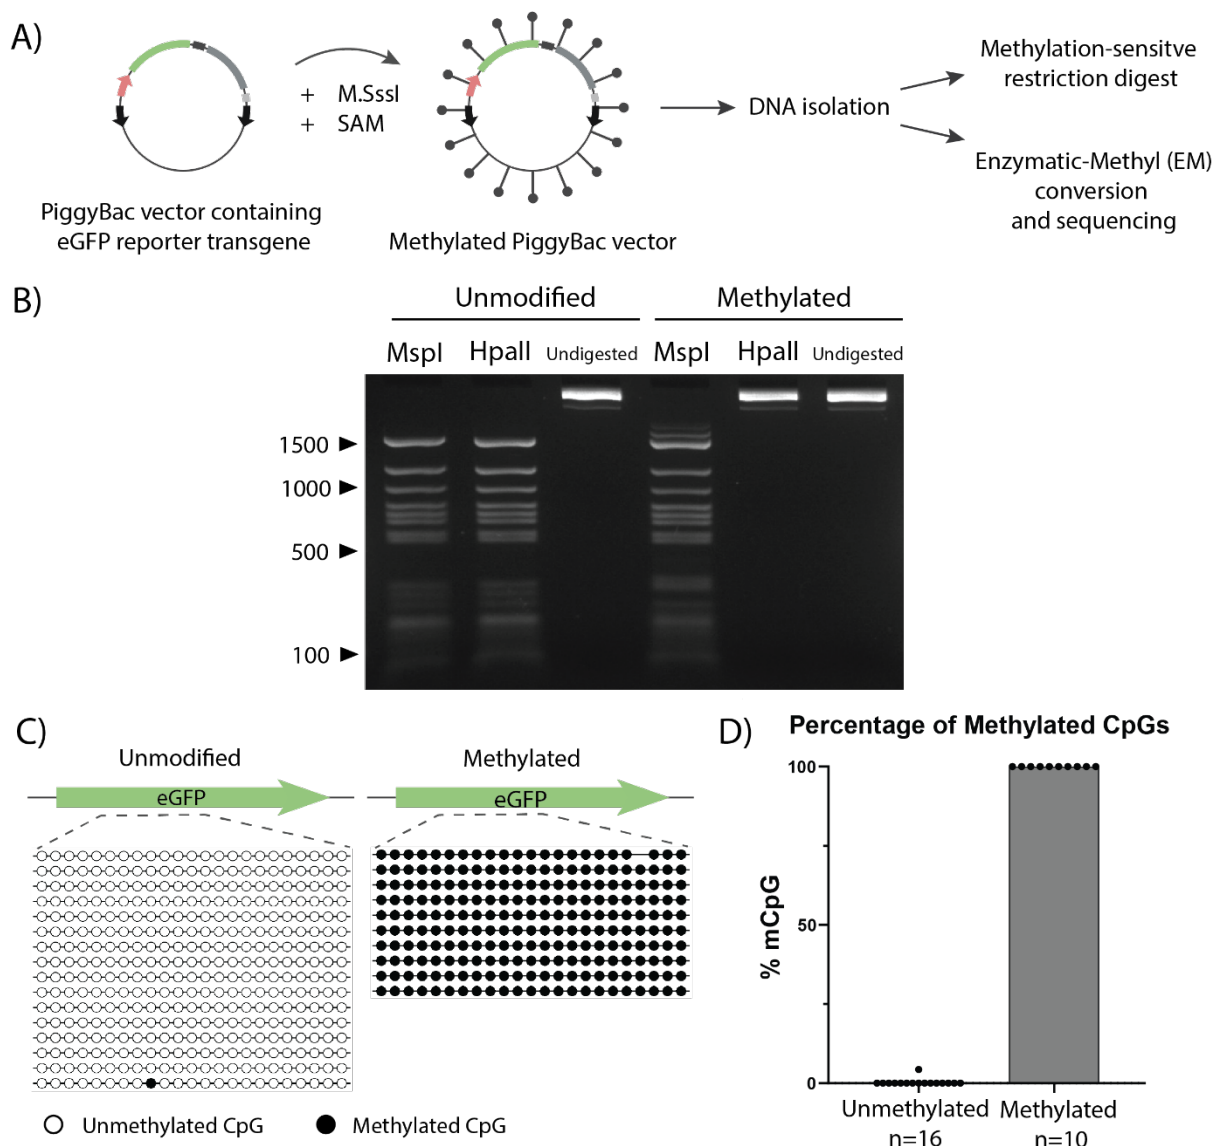 A)
+ M.SssI
+ SAM
PiggyBac vector containing
eGFP reporter transgene
Methylated PiggyBac vector
DNA isolation
Methylation-sensitve
restriction digest
Enzymatic-Methyl (EM)
conversion
and sequencing
B)
Unmodified
Methylated
MspI HpaII Undigested MspI HpaII Undigested
1500
1000
500
100
C)
Unmodified
Methylated
eGFP
eGFP
Unmethylated CpG
Methylated CpG
D)
Percentage of Methylated CpGs
% mCpG
100
50
0
Unmethylated
n=16
Methylated
n=10